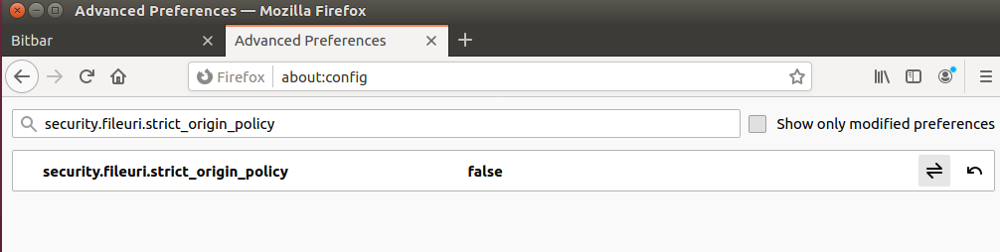 Advanced Preferences — Mozilla Firefox
Bitbar
Advanced Preferences
Firefox about:config
security.fileuri.strict_origin_policy Show only modified preferences
security.fileuri.strict_origin_policy false